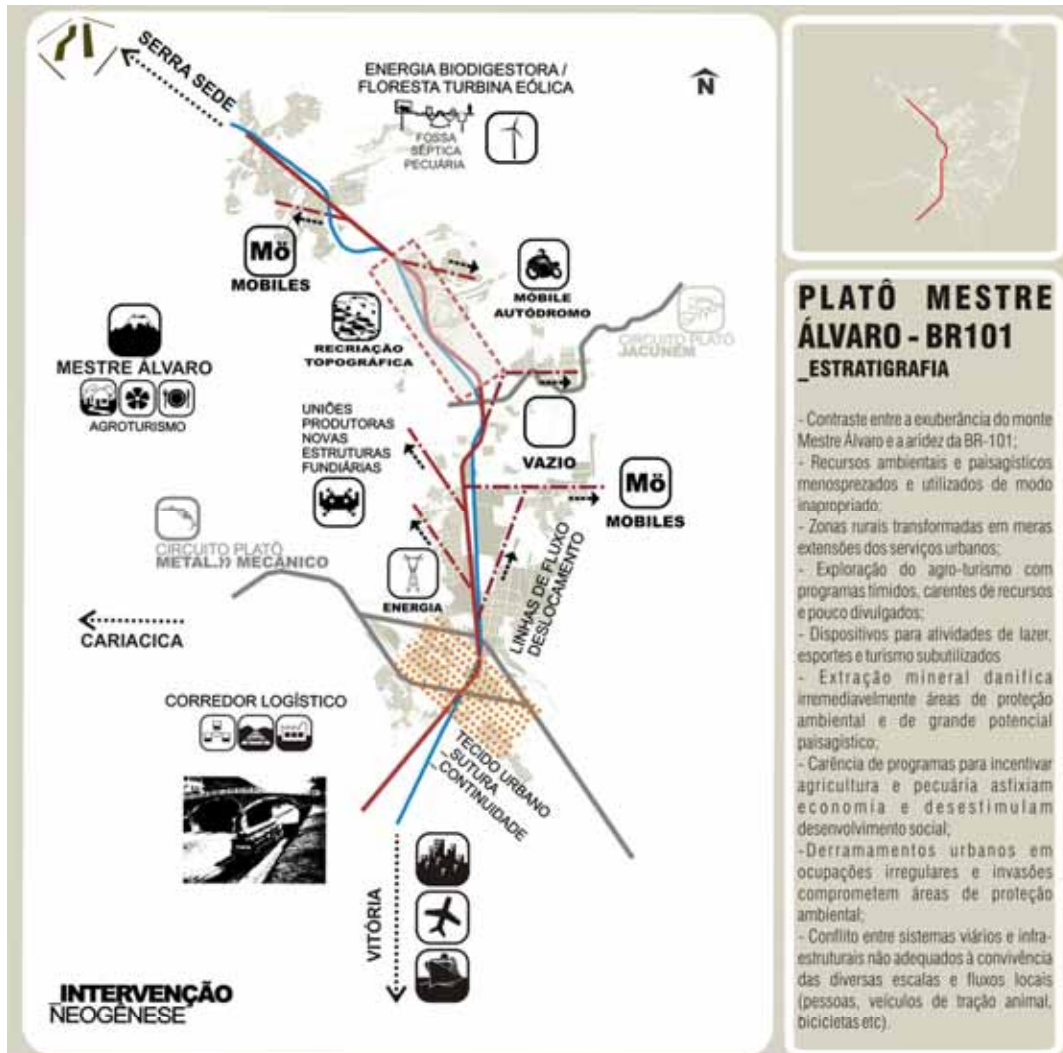 SERRA SEDE
ENERGIA BIODIGESTORA /
FLORESTA TURBINA EÓLICA
FOSSA
SÉPTICA
PECUÁRIA
N
Mö
MOBILES
MÓBILE
AUTÓDROMO
RECRIAÇÃO
TOPOGRÁFICA
CIRCUITO PLATÔ
JACUNÉM
MESTRE ÁLVARO
AGROTURISMO
UNIÕES
PRODUTORAS
NOVAS
ESTRUTURAS
FUNDIÁRIAS
VAZIO
Mö
MOBILES
CIRCUITO PLATÔ
METAL.» MECÂNICO
ENERGIA
LINHAS DE FLUXO
DESLOCAMENTO
CARIACICA
CORREDOR LOGÍSTICO
TECIDO URBANO
_SUTURA
_CONTINUIDADE
VITÓRIA
_INTERVENÇÃO
NEOGÊNESE
PLATÔ MESTRE
ÁLVARO - BR101
_ESTRATIGRAFIA
- Contraste entre a exuberância do monte
Mestre Álvaro e a aridez da BR-101;
- Recursos ambientais e paisagísticos
menosprezados e utilizados de modo
inapropriado;
- Zonas rurais transformadas em meras
extensões dos serviços urbanos;
- Exploração do agro-turismo com
programas tímidos, carentes de recursos
e pouco divulgados;
- Dispositivos para atividades de lazer,
esportes e turismo subutilizados
- Extração mineral danifica
irremediavelmente áreas de proteção
ambiental e de grande potencial
paisagístico;
- Carência de programas para incentivar
agricultura e pecuária asfixiam
economia e desestimulam
desenvolvimento social;
-Derramamentos urbanos em
ocupações irregulares e invasões
comprometem áreas de proteção
ambiental;
- Conflito entre sistemas viários e infra-
estruturais não adequados à convivência
das diversas escalas e fluxos locais
(pessoas, veículos de tração animal,
bicicletas etc).